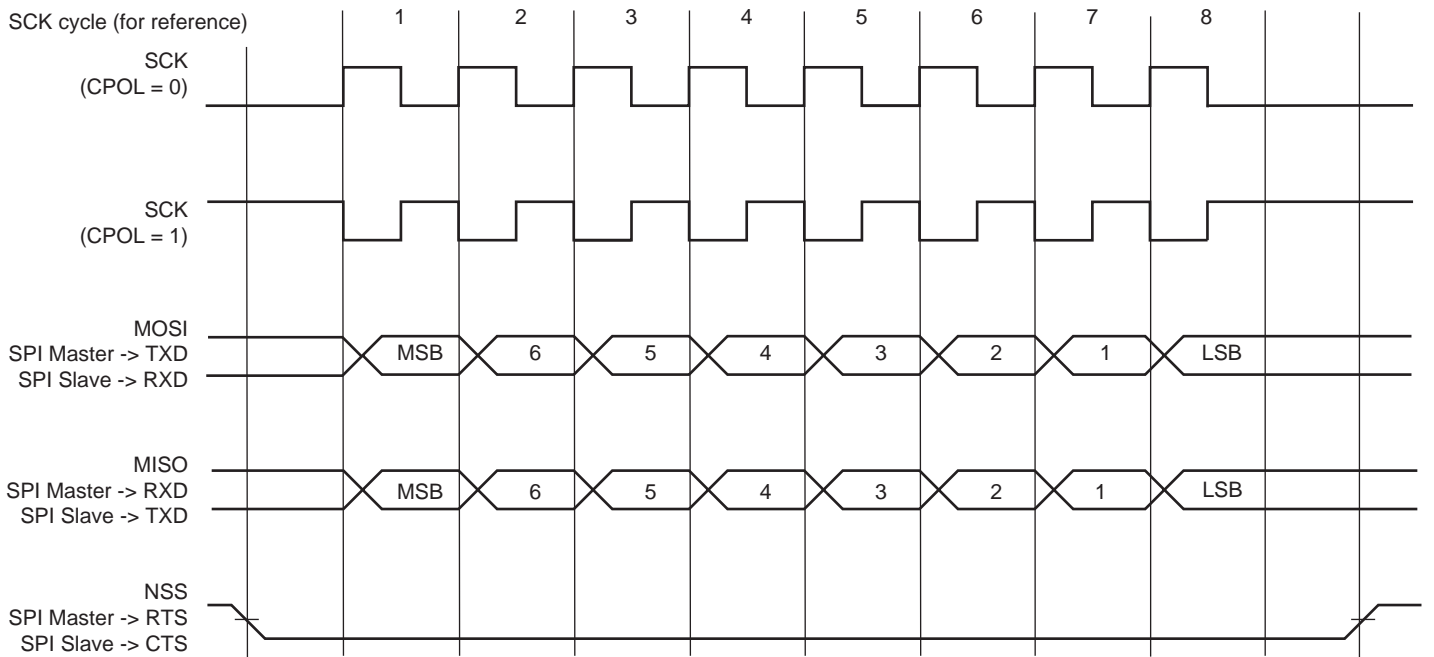 SCK cycle (for reference)
1 2 3 4 5 6 7 8
SCK
(CPOL = 0)
SCK
(CPOL = 1)
MOSI
SPI Master -> TXD
SPI Slave -> RXD
MSB 6 5 4 3 2 1 LSB
MISO
SPI Master -> RXD
SPI Slave -> TXD
MSB 6 5 4 3 2 1 LSB
NSS
SPI Master -> RTS
SPI Slave -> CTS